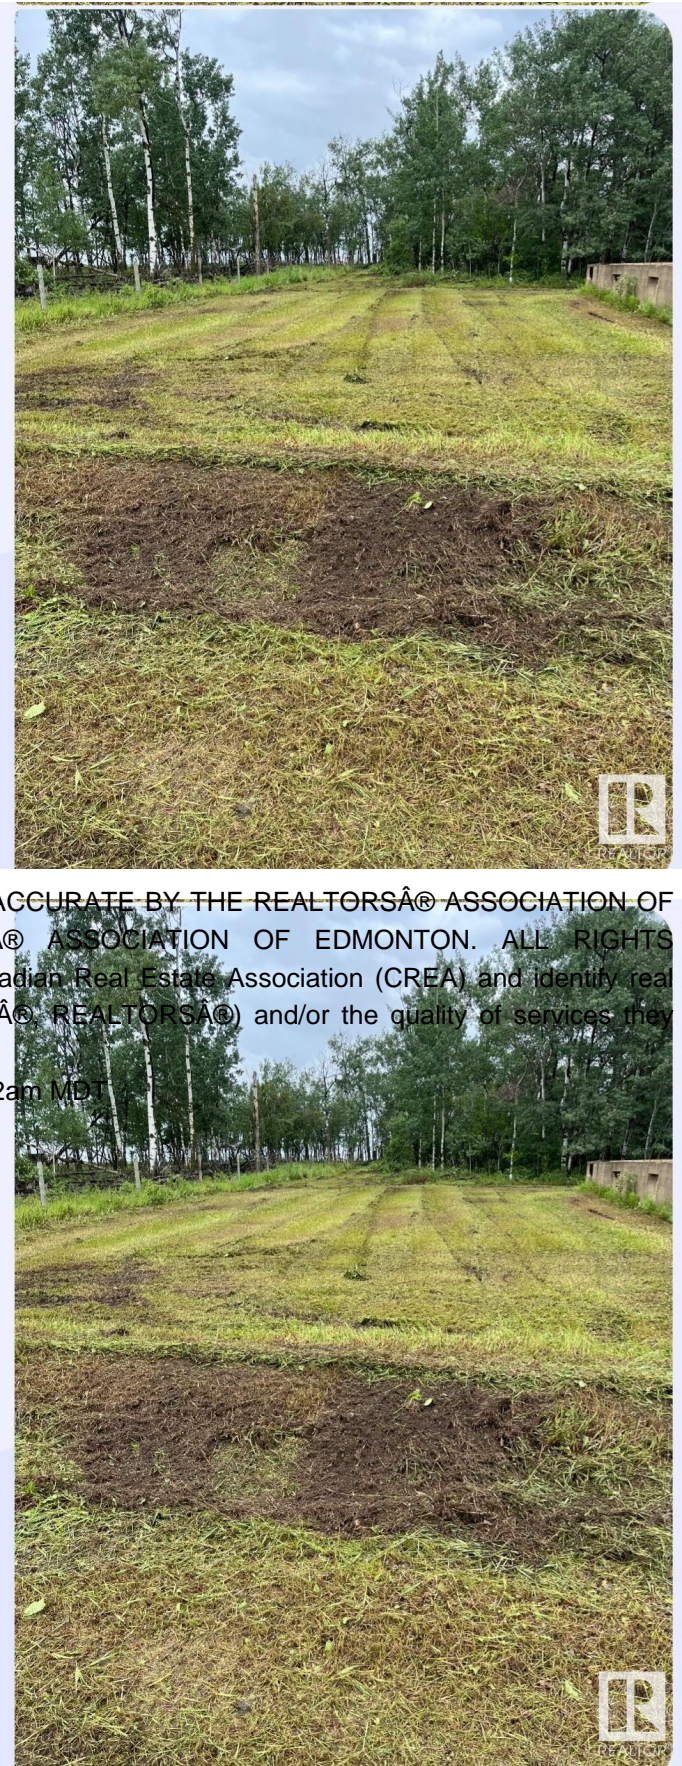 REALTOR
ACCURATE BY THE REALTORSÂ® ASSOCIATION OF
Â® ASSOCIATION OF EDMONTON. ALL RIGHTS
adian Real Estate Association (CREA) and identify real
Â®, REALTORSÂ®) and/or the quality of services they
2am MDT
REALTOR